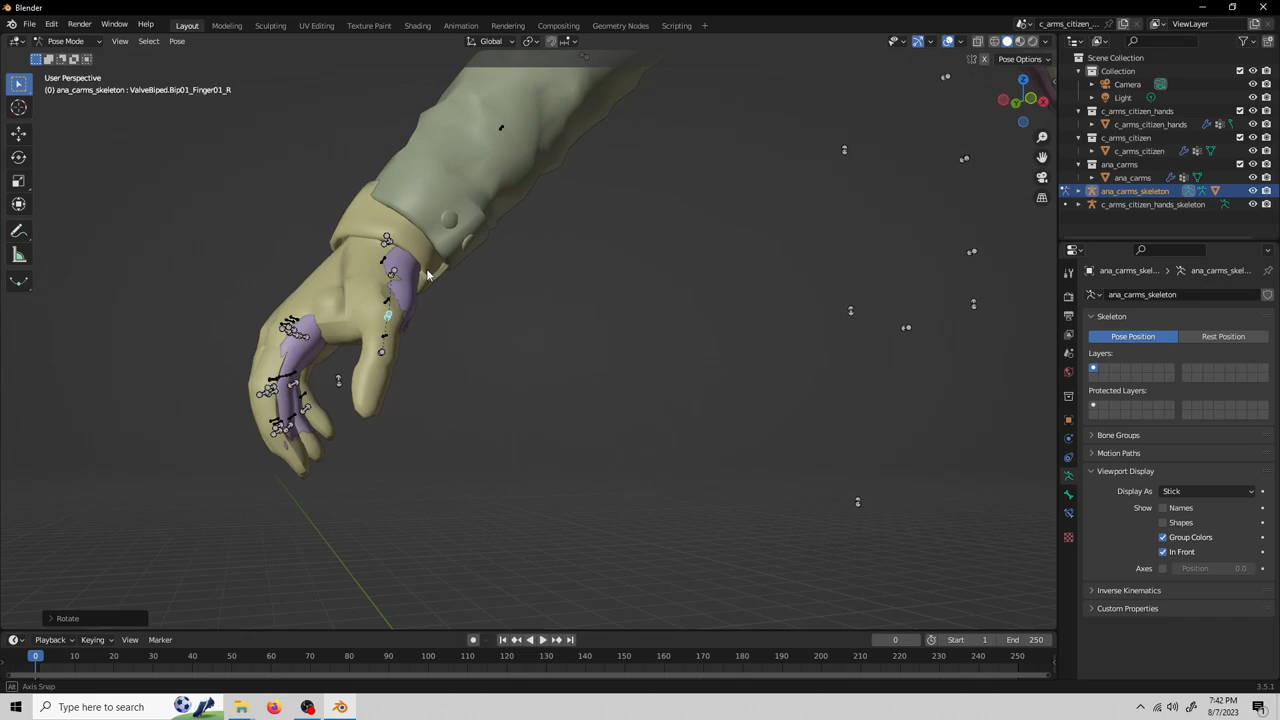 Blender
File Edit Render Window Help Layout Modeling Sculpting UV Editing Texture Paint Shading Animation Rendering Compositing Geometry Nodes Scripting + c_arms_citizen_... ViewLayer
Pose Mode View Select Pose Global X Pose Options
User Perspective
(0) ana_carms_skeleton : ValveBiped.Bip01_Finger01_R
Z
X
Y
Scene Collection
Collection
Camera
Light
c_arms_citizen_hands
c_arms_citizen_hands
c_arms_citizen
c_arms_citizen
ana_carms
ana_carms
ana_carms_skeleton
c_arms_citizen_hands_skeleton
ana_carms_skel... > ana_carms_skel...
ana_carms_skeleton
Skeleton
Pose Position Rest Position
Layers:
Protected Layers:
Bone Groups
Motion Paths
Viewport Display
Display As Stick
Show Names
Shapes
Group Colors
In Front
Axes Position 0.0
Inverse Kinematics
Custom Properties
> Rotate
Playback Keying View Marker 0 Start 1 End 250
0 10 20 30 40 50 60 70 80 90 100 110 120 130 140 150 160 170 180 190 200 210 220 230 240 250
Alt Axis Snap 3.5.1
Type here to search
7:42 PM
8/7/2023